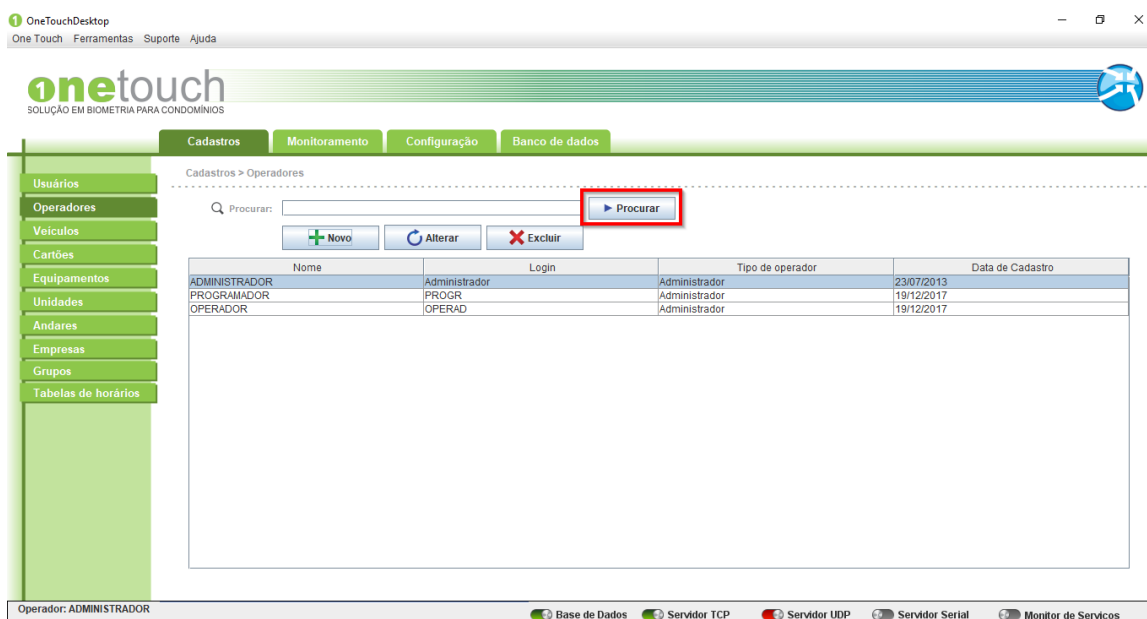 OneTouchDesktop
One Touch Ferramentas Suporte Ajuda
onetouch
SOLUÇÃO EM BIOMETRIA PARA CONDOMÍNIOS
Cadastros Monitoramento Configuração Banco de dados
Cadastros > Operadores
Usuários
Operadores
Veículos
Cartões
Equipamentos
Unidades
Andares
Empresas
Grupos
Tabelas de horários
Procurar: Procurar
Novo Alterar Excluir
Nome Login Tipo de operador Data de Cadastro
ADMINISTRADOR Administrador Administrador 23/07/2013
PROGRAMADOR PROGR Administrador 19/12/2017
OPERADOR OPERAD Administrador 19/12/2017
Operador: ADMINISTRADOR Base de Dados Servidor TCP Servidor UDP Servidor Serial Monitor de Serviços